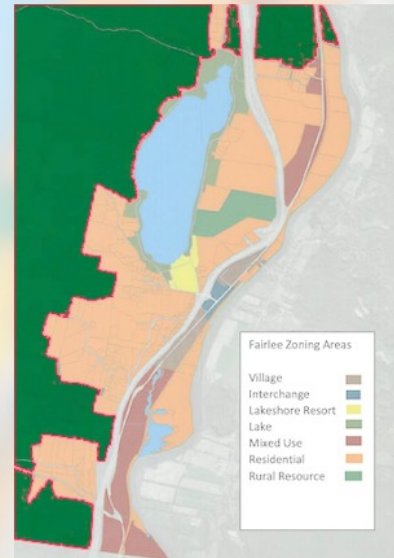 Fairlee Zoning Areas
Village
Interchange
Lakeshore Resort
Lake
Mixed Use
Residential
Rural Resource